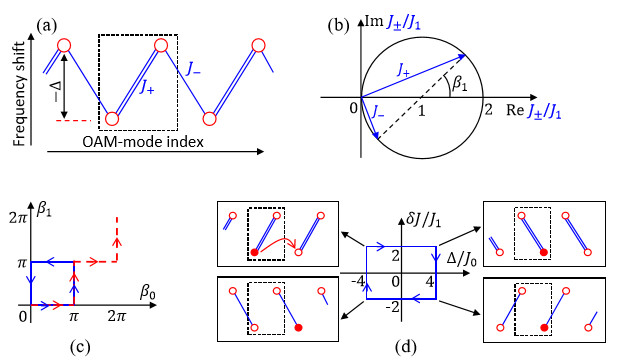 (a)
Frequency shift
−Δ
J₊
J₋
OAM-mode index
(b)
Im J±/J₁
J₊
β₁
J₋
0
1
2
Re J±/J₁
2π
β₁
π
0
π
2π
β₀
(c)
δJ/J₁
2
Δ/J₀
-4
0
4
-2
(d)